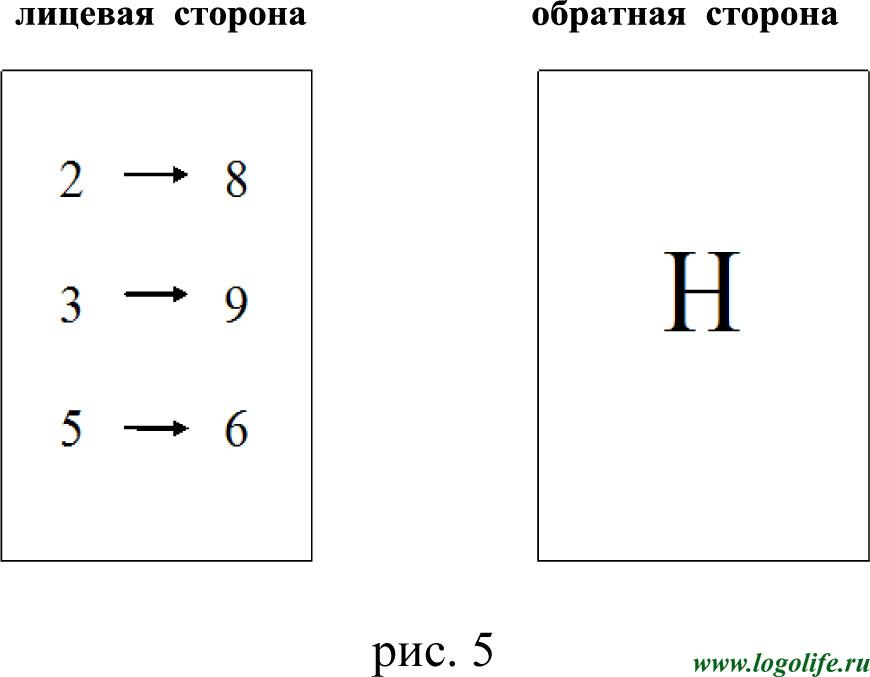 лицевая сторона
обратная сторона
2 → 8
3 → 9
5 → 6
Н
рис. 5
www.logolife.ru